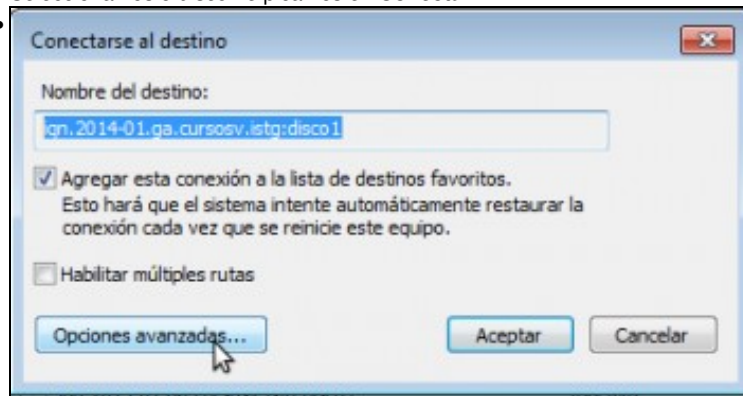 Conectarse al destino
Nombre del destino:
iqn.2014-01.ga.cursosv.istg:disco1
Agregar esta conexión a la lista de destinos favoritos.
Esto hará que el sistema intente automáticamente restaurar la
conexión cada vez que se reinicie este equipo.
Habilitar múltiples rutas
Opciones avanzadas...
Aceptar
Cancelar